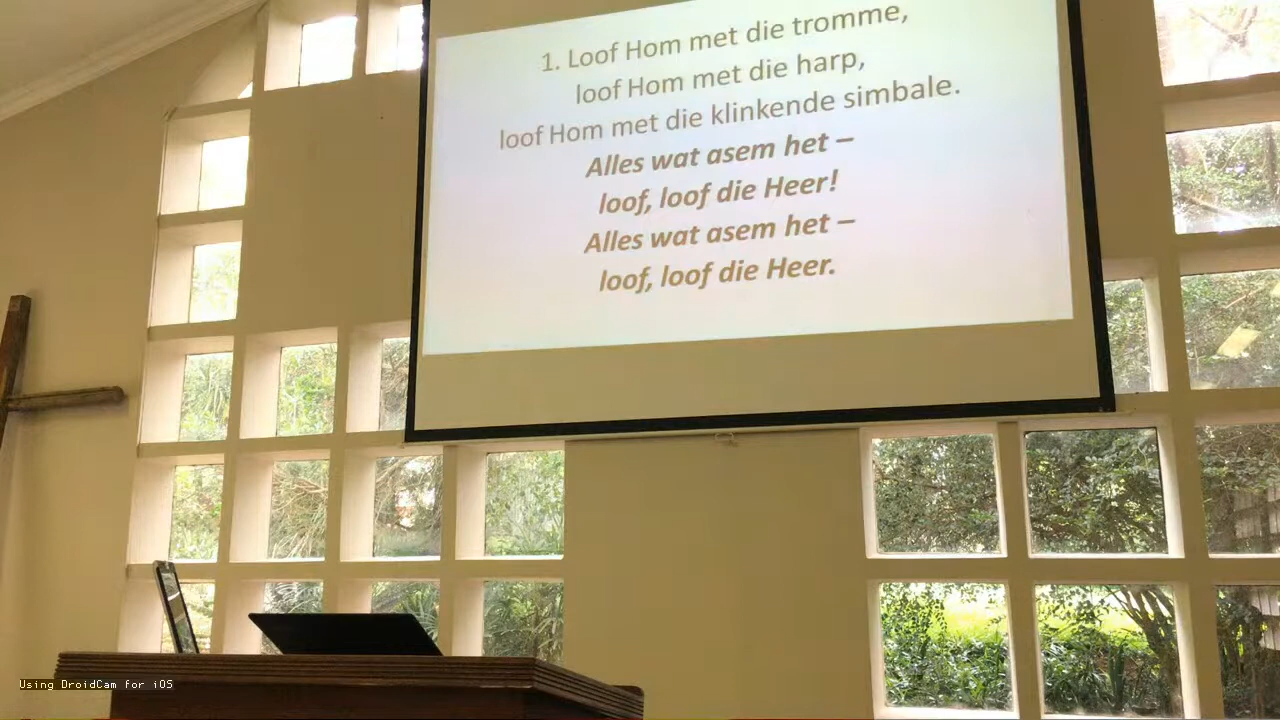 1. Loof Hom met die tromme,
loof Hom met die harp,
loof Hom met die klinkende simbale.
Alles wat asem het –
loof, loof die Heer!
Alles wat asem het –
loof, loof die Heer.
Using DroidCam for iOS